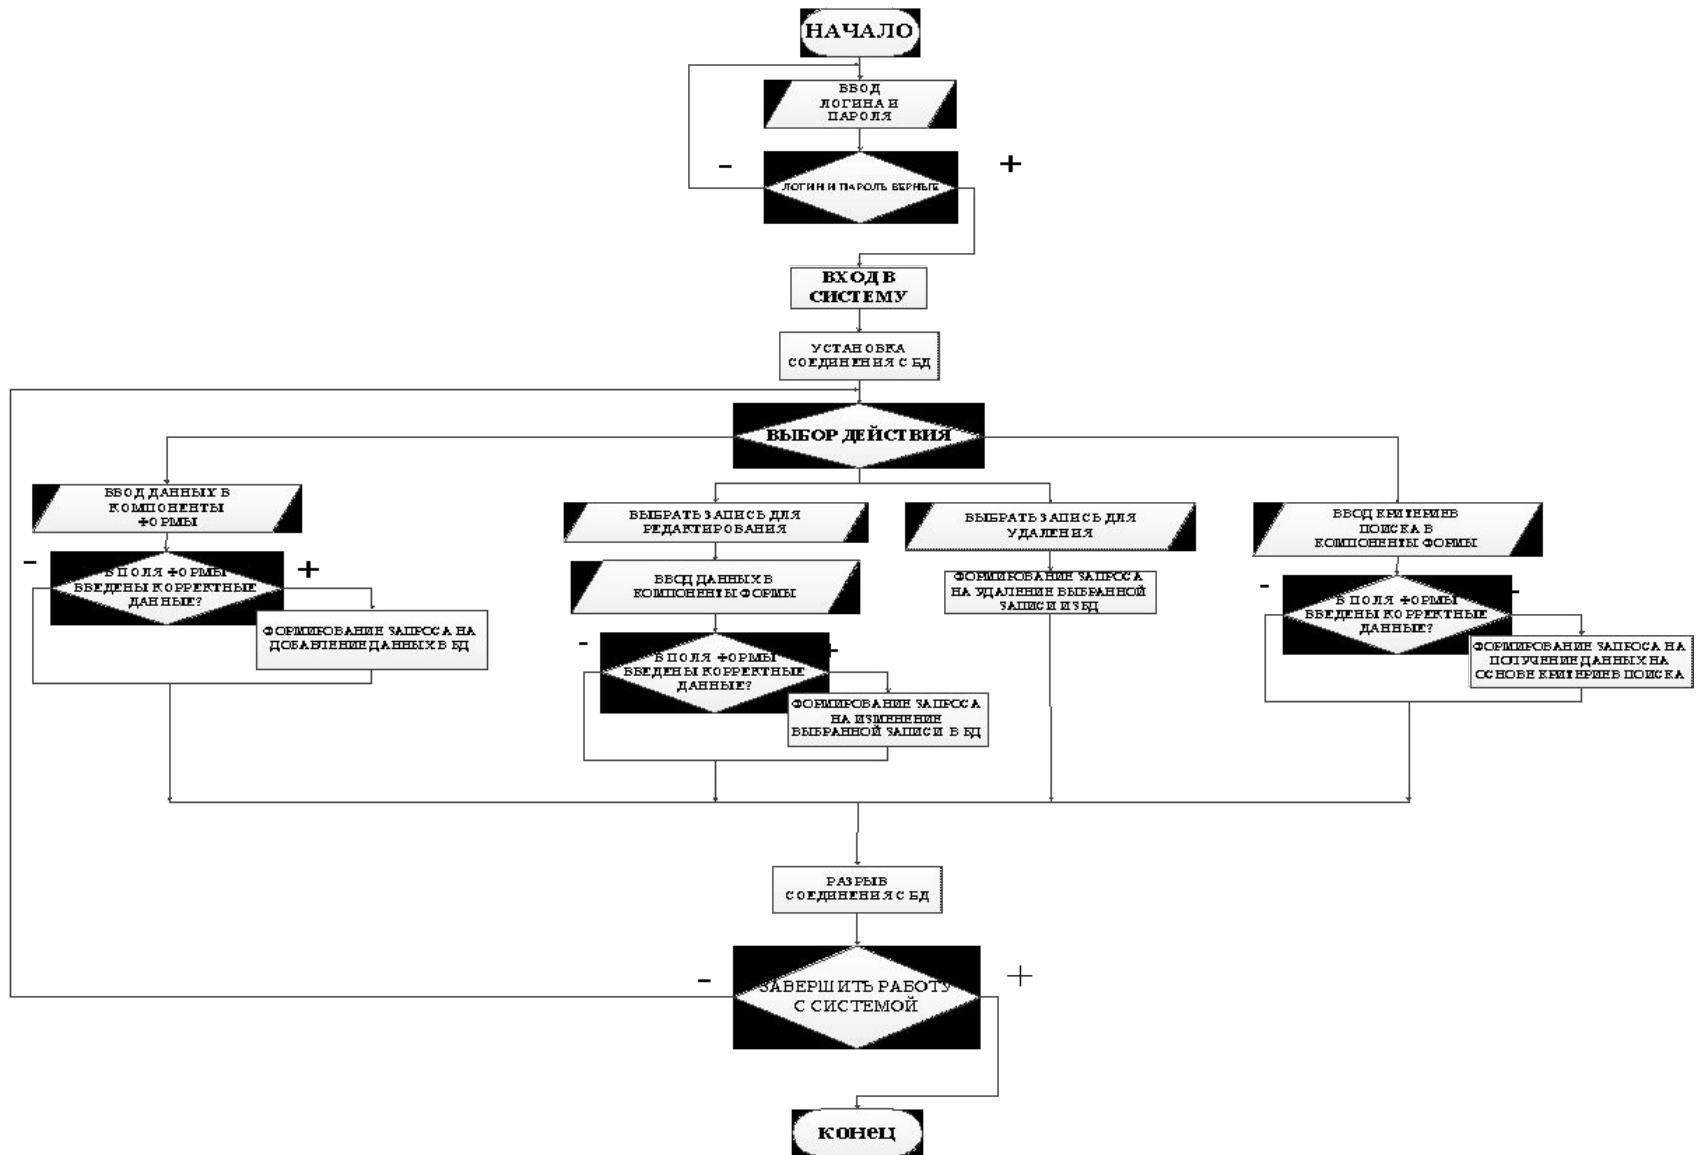 НАЧАЛО
ВВОД
ЛОГИНА И
ПАРОЛЯ
-
+
ЛОГИН И ПАРОЛЬ ВЕРНЫЕ
ВХОД В
СИСТЕМУ
УСТАНОВКА
СОЕДИНЕНИЯ С БД
ВЫБОР ДЕЙСТВИЯ
ВВОД ДАННЫХ В
КОМПОНЕНТЫ
ФОРМЫ
-
+
В ПОЛЯ ФОРМЫ
ВВЕДЕНЫ КОРРЕКТНЫЕ
ДАННЫЕ?
ФОРМИРОВАНИЕ ЗАПРОСА НА
ДОБАВЛЕНИЕ ДАННЫХ В БД
ВЫБРАТЬ ЗАПИСЬ ДЛЯ
РЕДАКТИРОВАНИЯ
ВВОД ДАННЫХ В
КОМПОНЕНТЫ ФОРМЫ
-
+
В ПОЛЯ ФОРМЫ
ВВЕДЕНЫ КОРРЕКТНЫЕ
ДАННЫЕ?
ФОРМИРОВАНИЕ ЗАПРОСА
НА ИЗМЕНЕНИЕ
ВЫБРАННОЙ ЗАПИСИ В БД
ВЫБРАТЬ ЗАПИСЬ ДЛЯ
УДАЛЕНИЯ
ФОРМИРОВАНИЕ ЗАПРОСА
НА УДАЛЕНИЕ ВЫБРАННОЙ
ЗАПИСИ ИЗ БД
ВВОД КРИТЕРИЕВ
ПОИСКА В
КОМПОНЕНТЫ ФОРМЫ
-
-
В ПОЛЯ ФОРМЫ
ВВЕДЕНЫ КОРРЕКТНЫЕ
ДАННЫЕ?
ФОРМИРОВАНИЕ ЗАПРОСА НА
ПОЛУЧЕНИЕ ДАННЫХ НА
ОСНОВЕ КРИТЕРИЕВ ПОИСКА
РАЗРЫВ
СОЕДИНЕНИЯ С БД
-
+
ЗАВЕРШИТЬ РАБОТУ
С СИСТЕМОЙ
конец